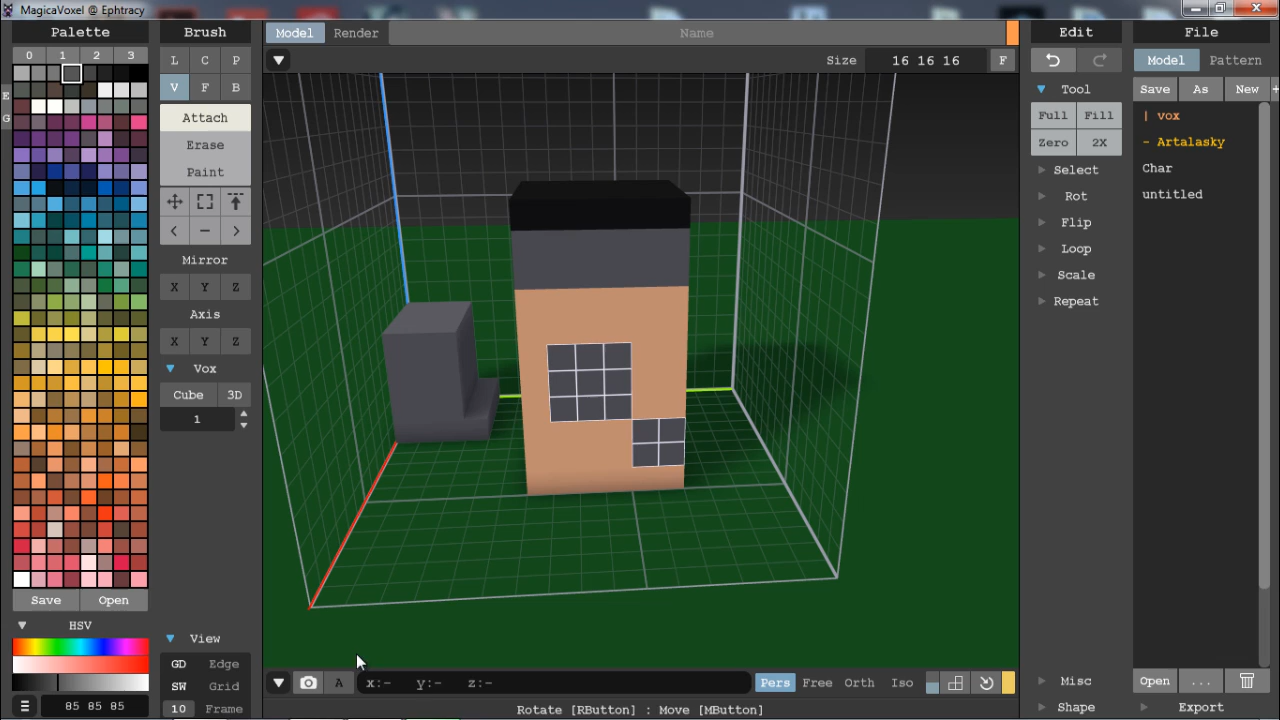 MagicaVoxel @ Ephtracy
Palette
0 1 2 3
E
G
Save Open
HSV
85 85 85
Brush
L C P
V F B
Attach
Erase
Paint
< − >
Mirror
X Y Z
Axis
X Y Z
Vox
Cube 3D
1
View
GD Edge
SW Grid
10 Frame
Model Render Name
Size 16 16 16 F
A x:- y:- z:- Pers Free Orth Iso
Rotate [RButton] : Move [MButton]
Edit
Tool
Full Fill
Zero 2X
Select
Rot
Flip
Loop
Scale
Repeat
Misc
Shape
File
Model Pattern
Save As New +
| vox
- Artalasky
Char
untitled
Open ...
Export